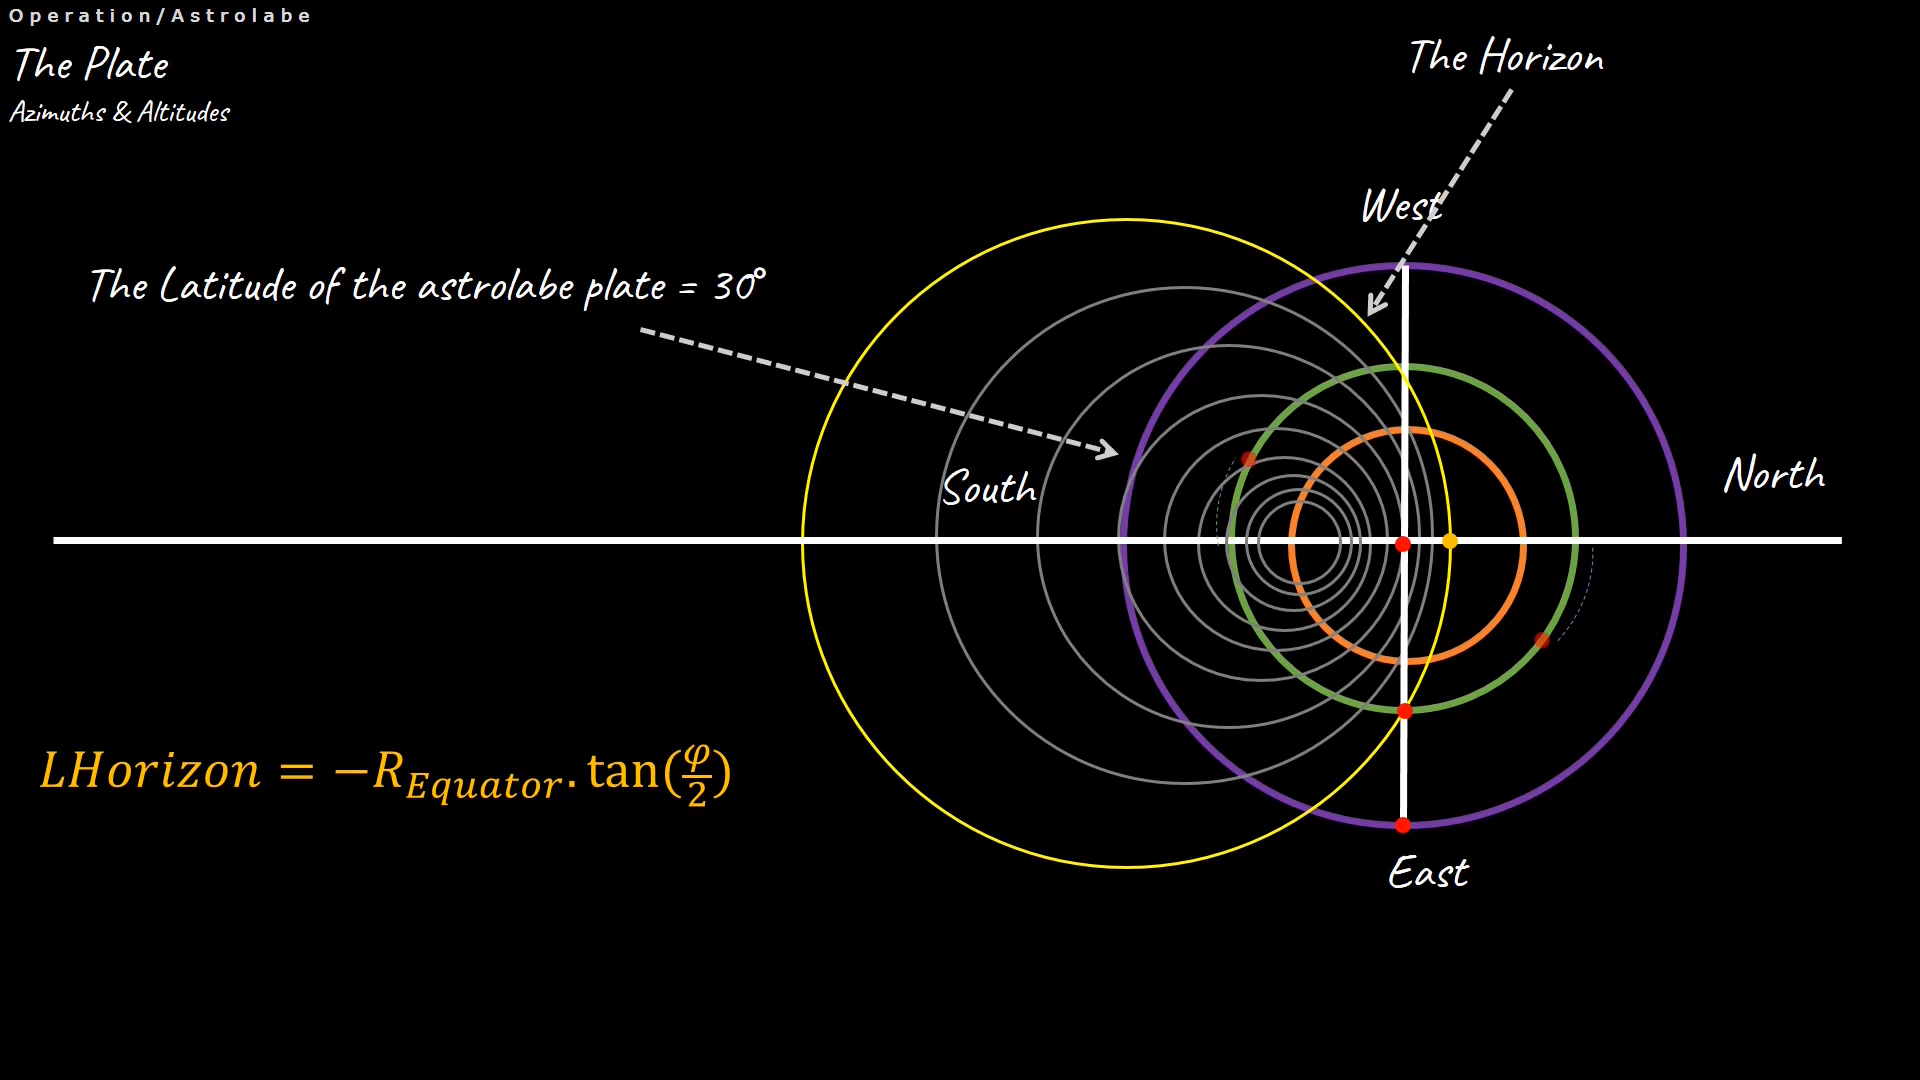 Operation/Astrolabe
The Plate
Azimuths & Altitudes
The Horizon
West
The Latitude of the astrolabe plate = 30°
South
North
LHorizon = −R_Equator . tan(φ/2)
East